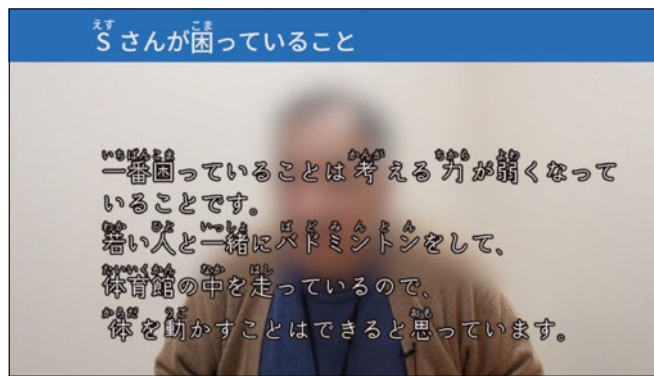 Sさんが困っていること
一番困っていることは考える力が弱くなって
いることです。
若い人と一緒にバドミントンをして、
体育館の中を走っているので、
体を動かすことはできると思っています。